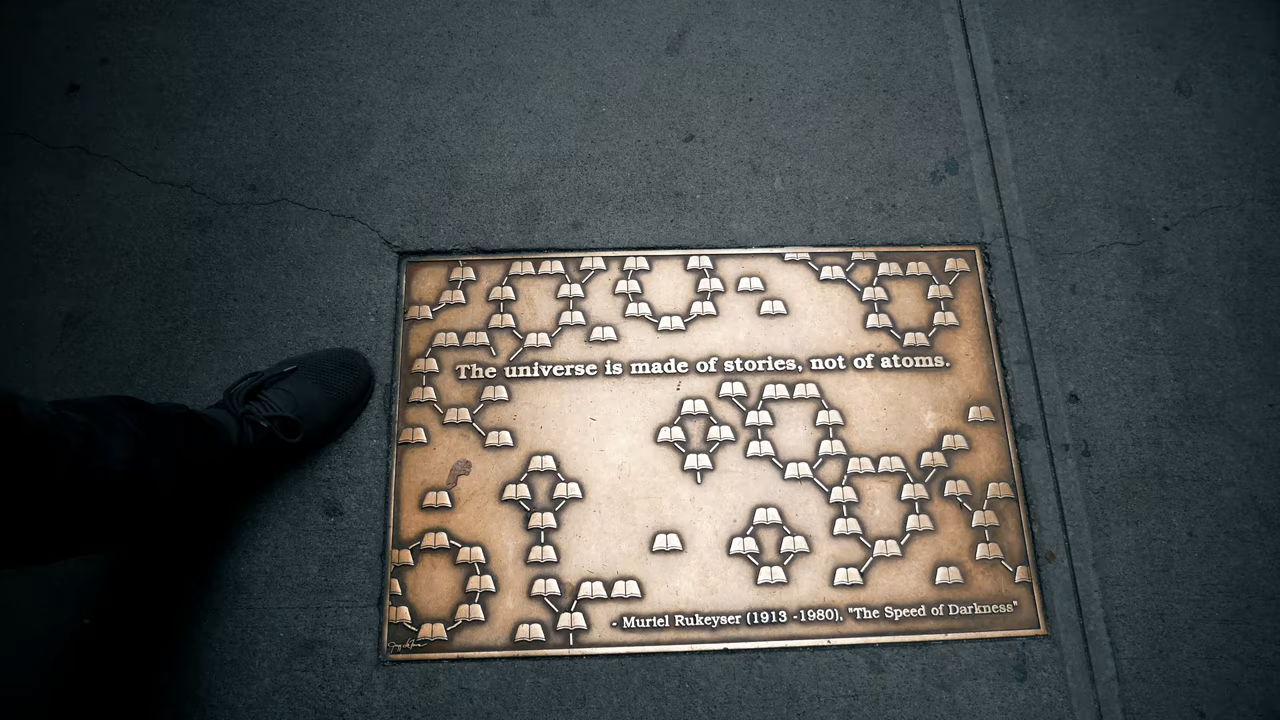 The universe is made of stories, not of atoms.
- Muriel Rukeyser (1913 -1980), "The Speed of Darkness"